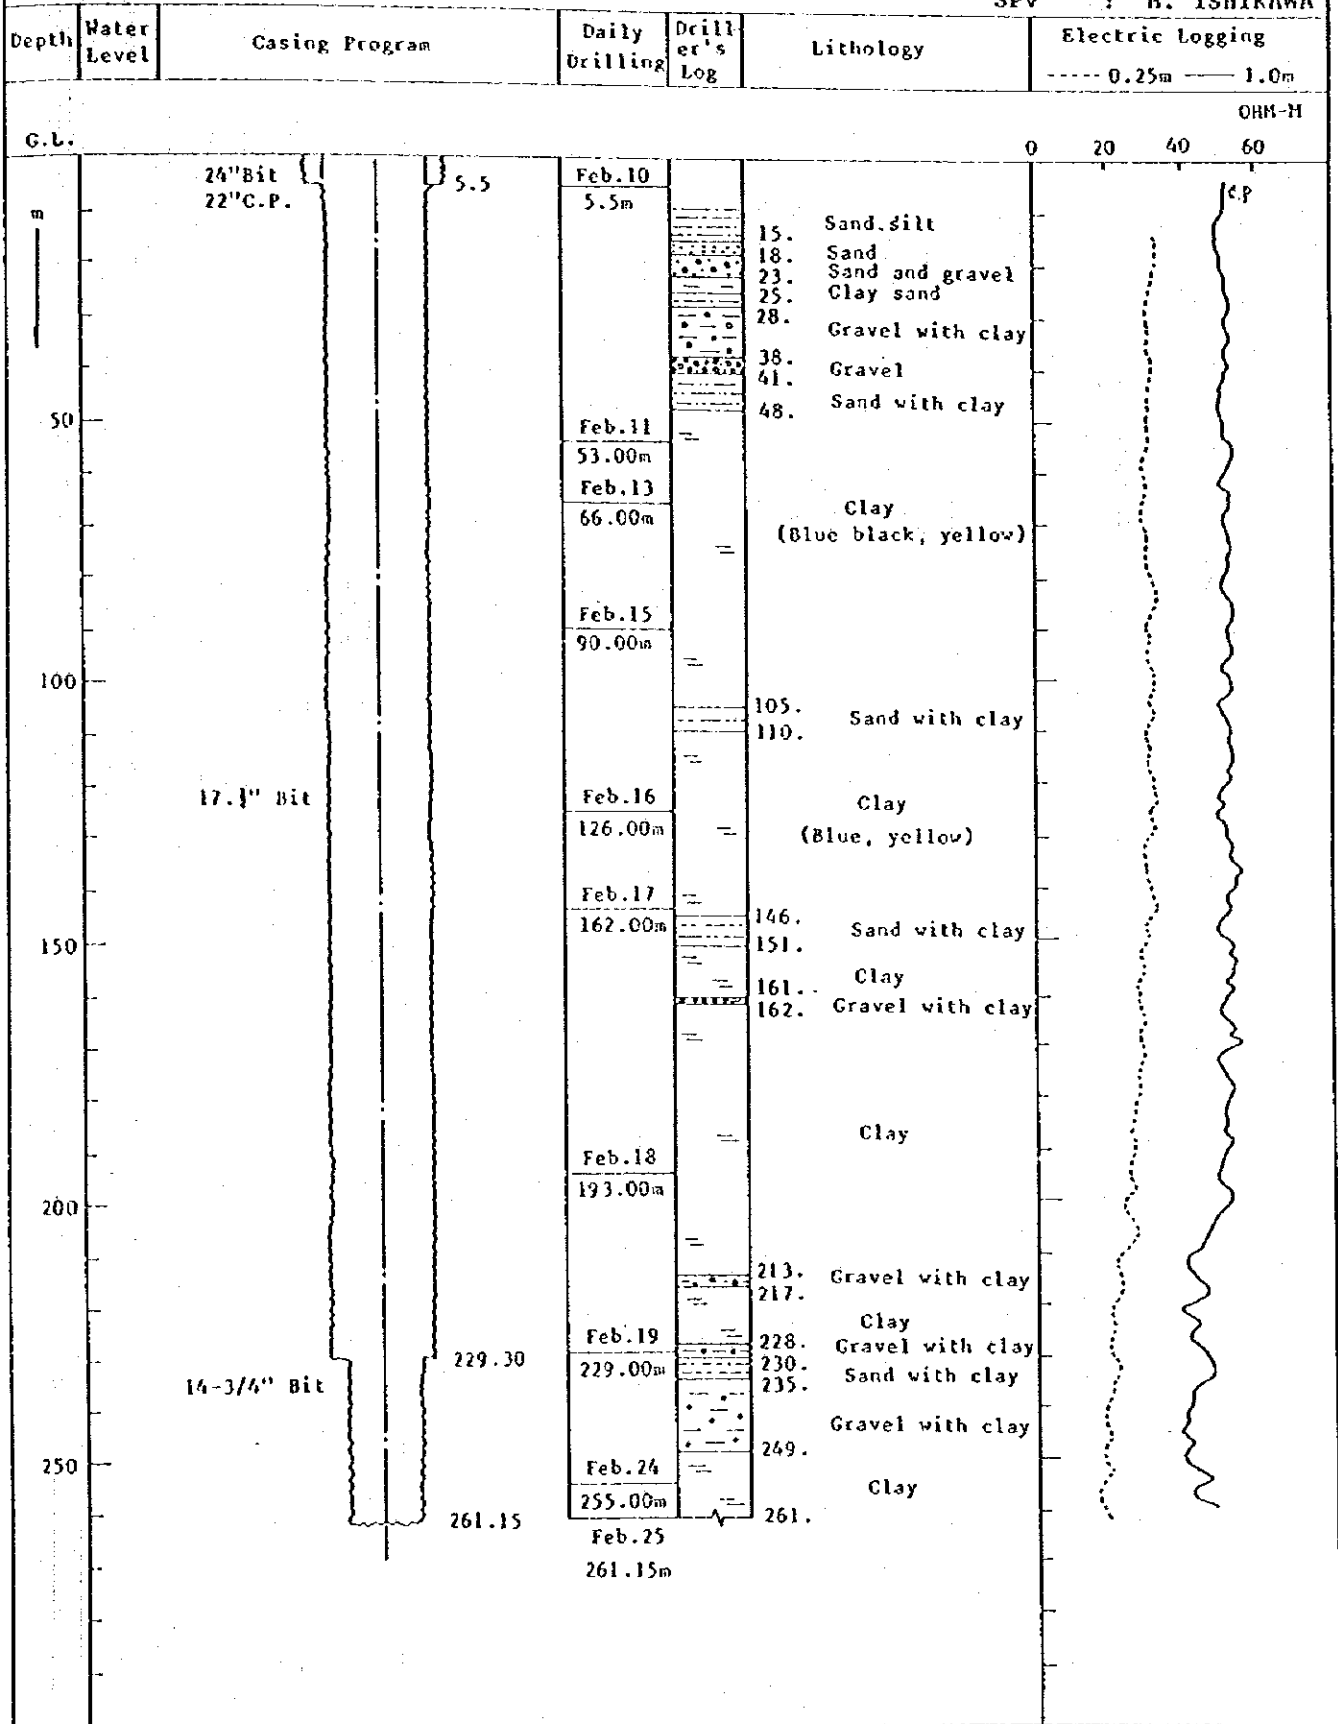 SPV : H. ISHIKAWA
Depth
Water Level
Casing Program
Daily Drilling
Drill-er's Log
Lithology
Electric Logging
----- 0.25m —— 1.0m
OHM-M
G.L.
0 20 40 60
24"Bit
22"C.P.
5.5
Feb.10
5.5m
C.P
m
15. Sand.silt
18. Sand
23. Sand and gravel
25. Clay sand
28.
Gravel with clay
38.
41. Gravel
48. Sand with clay
50
Feb.11
53.00m
Feb.13
66.00m
Clay
(Blue black, yellow)
Feb.15
90.00m
100
105.
Sand with clay
110.
17. " Bit
Feb.16
126.00m
Clay
(Blue, yellow)
Feb.17
162.00m
146.
Sand with clay
150
151.
Clay
161.
162. Gravel with clay
Clay
Feb.18
193.00m
200
213. Gravel with clay
217.
Clay
Feb.19
229.00m
228. Gravel with clay
229.30
230.
Sand with clay
235.
14-3/4" Bit
Gravel with clay
249.
250
Feb.24
255.00m
Clay
261.15
261.
Feb.25
261.15m